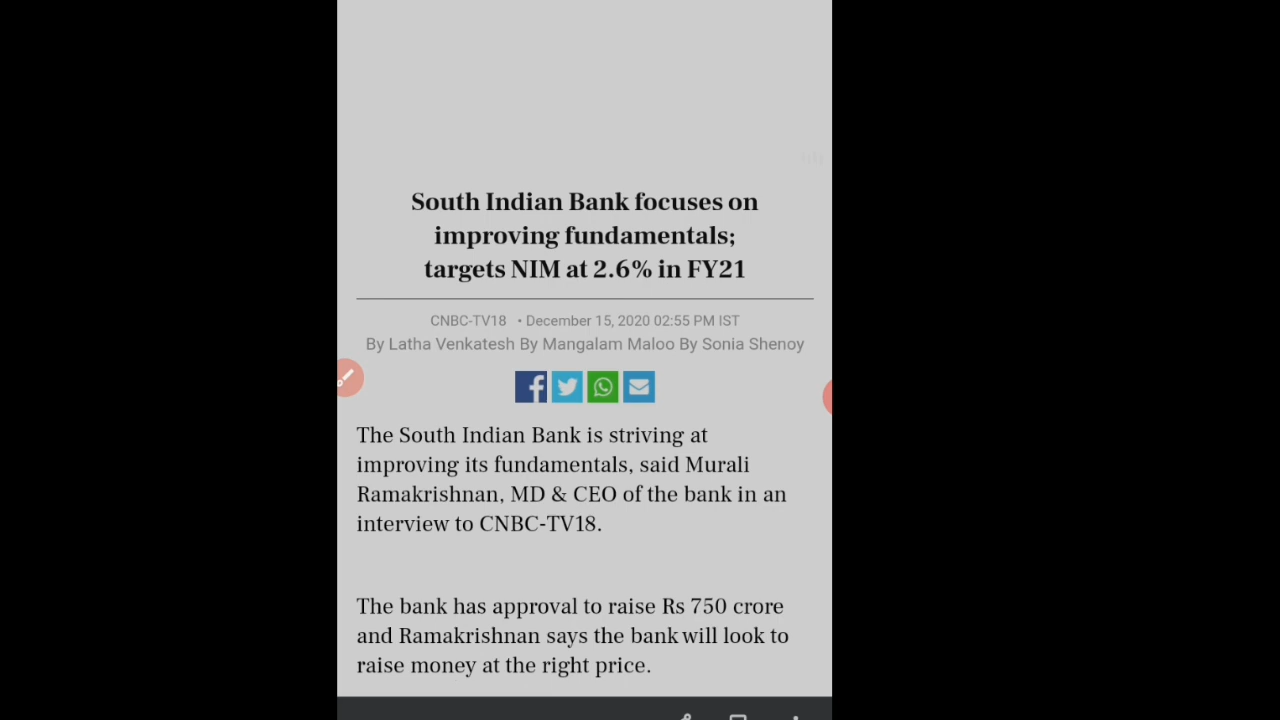 South Indian Bank focuses on
improving fundamentals;
targets NIM at 2.6% in FY21
CNBC-TV18 • December 15, 2020 02:55 PM IST
By Latha Venkatesh By Mangalam Maloo By Sonia Shenoy
The South Indian Bank is striving at
improving its fundamentals, said Murali
Ramakrishnan, MD & CEO of the bank in an
interview to CNBC-TV18.
The bank has approval to raise Rs 750 crore
and Ramakrishnan says the bank will look to
raise money at the right price.